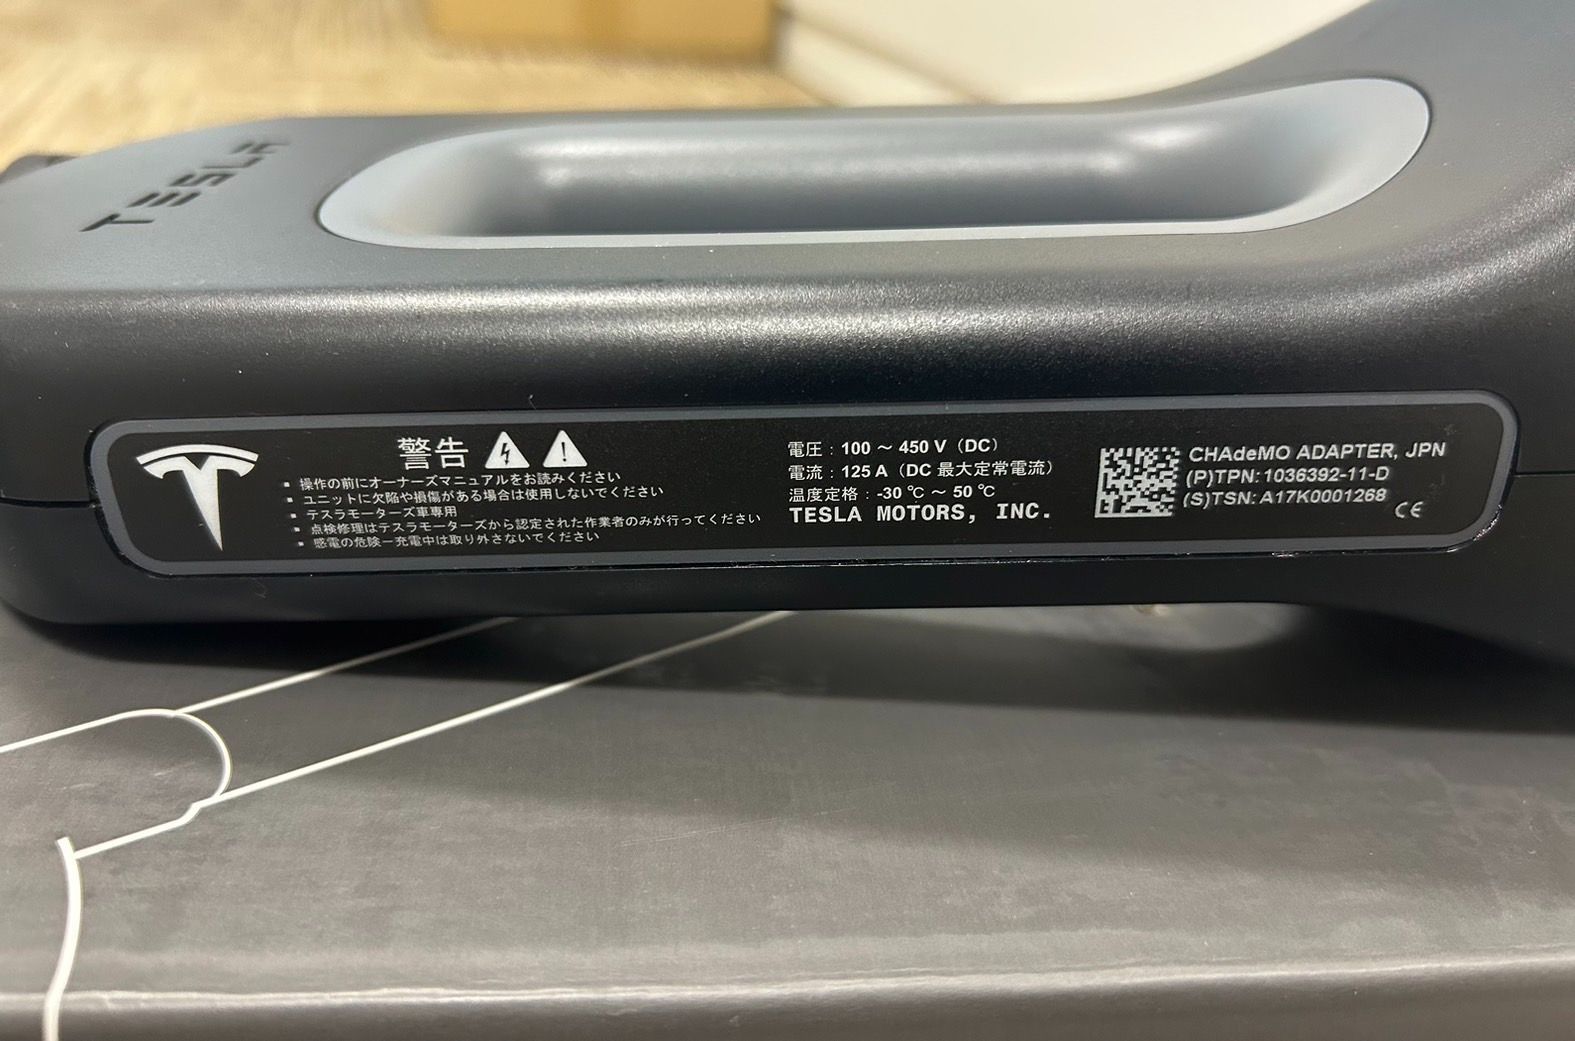 TESLA
警告
▪ 操作の前にオーナーズマニュアルをお読みください
▪ ユニットに欠陥や損傷がある場合は使用しないでください
▪ テスラモーターズ車専用
▪ 点検修理はテスラモーターズから認定された作業者のみが行ってください
▪ 感電の危険ー充電中は取り外さないでください
電圧：100 ～ 450 V（DC）
電流：125 A（DC 最大定常電流）
温度定格：-30 ℃ ～ 50 ℃
TESLA MOTORS, INC.
CHAdeMO ADAPTER, JPN
(P)TPN: 1036392-11-D
(S)TSN: A17K0001268
CE